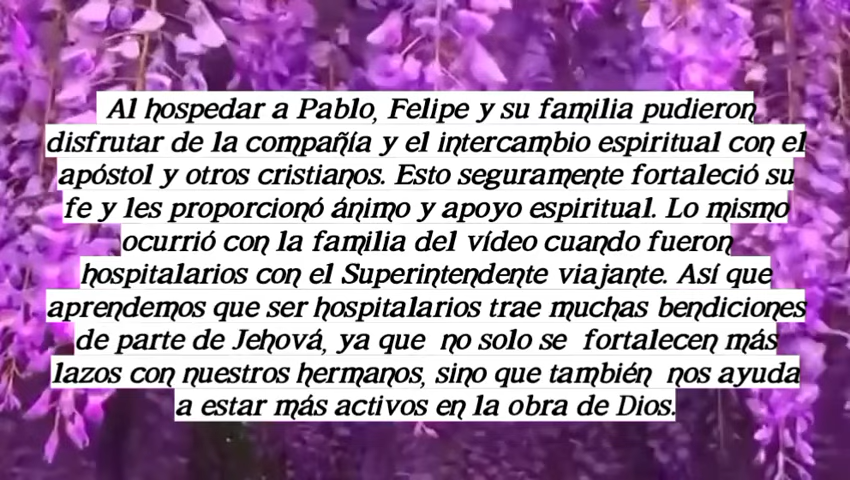 Al hospedar a Pablo, Felipe y su familia pudieron
disfrutar de la compañía y el intercambio espiritual con el
apóstol y otros cristianos. Esto seguramente fortaleció su
fe y les proporcionó ánimo y apoyo espiritual. Lo mismo
ocurrió con la familia del vídeo cuando fueron
hospitalarios con el Superintendente viajante. Así que
aprendemos que ser hospitalarios trae muchas bendiciones
de parte de Jehová, ya que no solo se fortalecen más
lazos con nuestros hermanos, sino que también nos ayuda
a estar más activos en la obra de Dios.